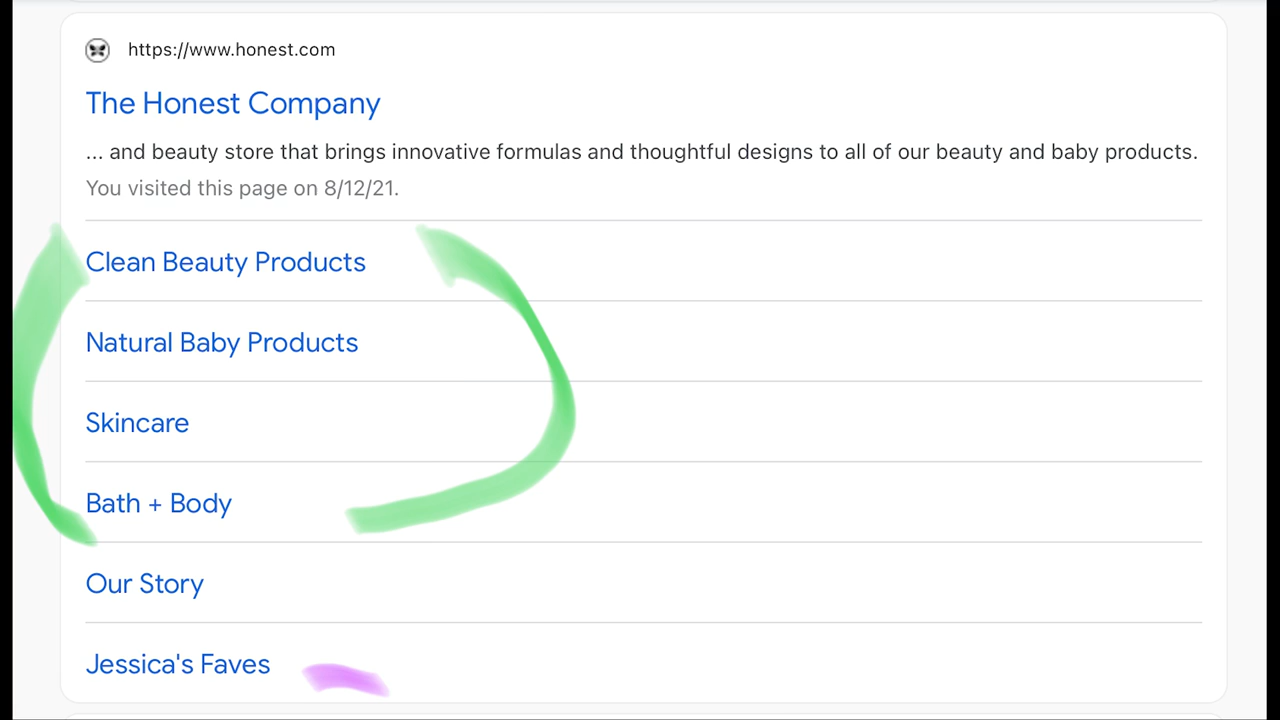 https://www.honest.com
The Honest Company
... and beauty store that brings innovative formulas and thoughtful designs to all of our beauty and baby products.
You visited this page on 8/12/21.
Clean Beauty Products
Natural Baby Products
Skincare
Bath + Body
Our Story
Jessica's Faves